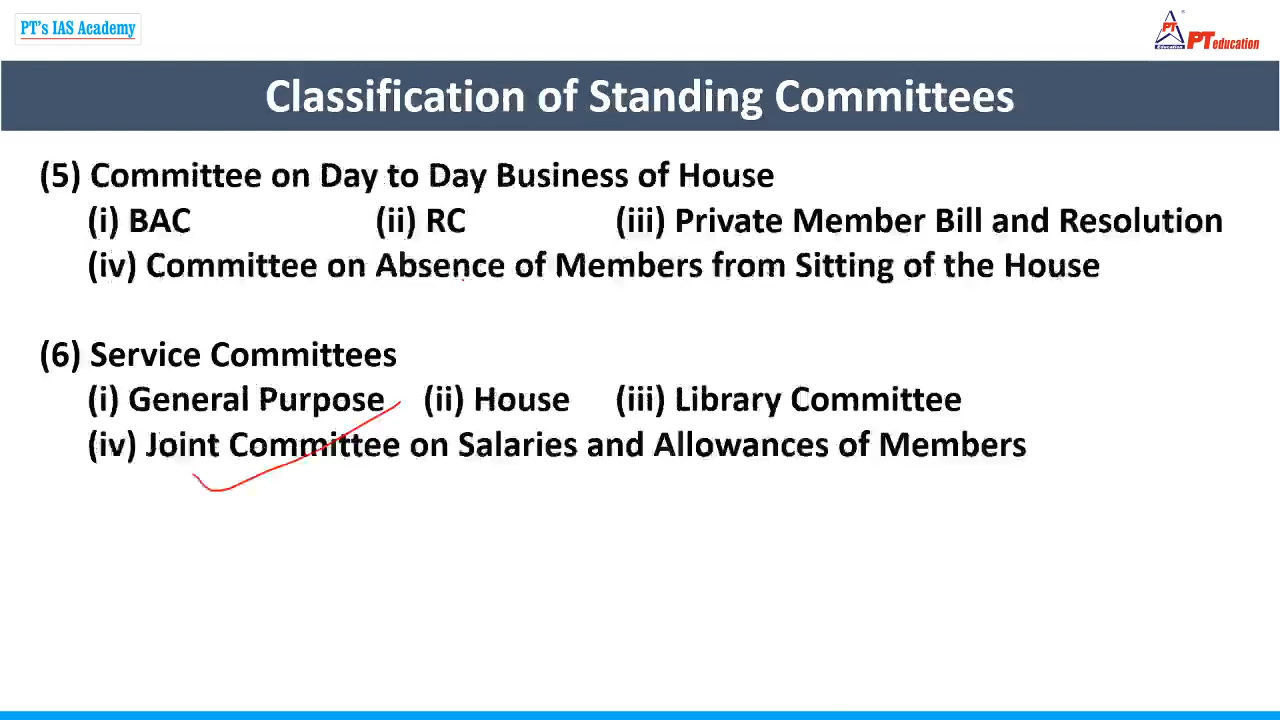 PT's IAS Academy
PT
Education
PT education
Classification of Standing Committees
(5) Committee on Day to Day Business of House
(i) BAC (ii) RC (iii) Private Member Bill and Resolution
(iv) Committee on Absence of Members from Sitting of the House
(6) Service Committees
(i) General Purpose (ii) House (iii) Library Committee
(iv) Joint Committee on Salaries and Allowances of Members